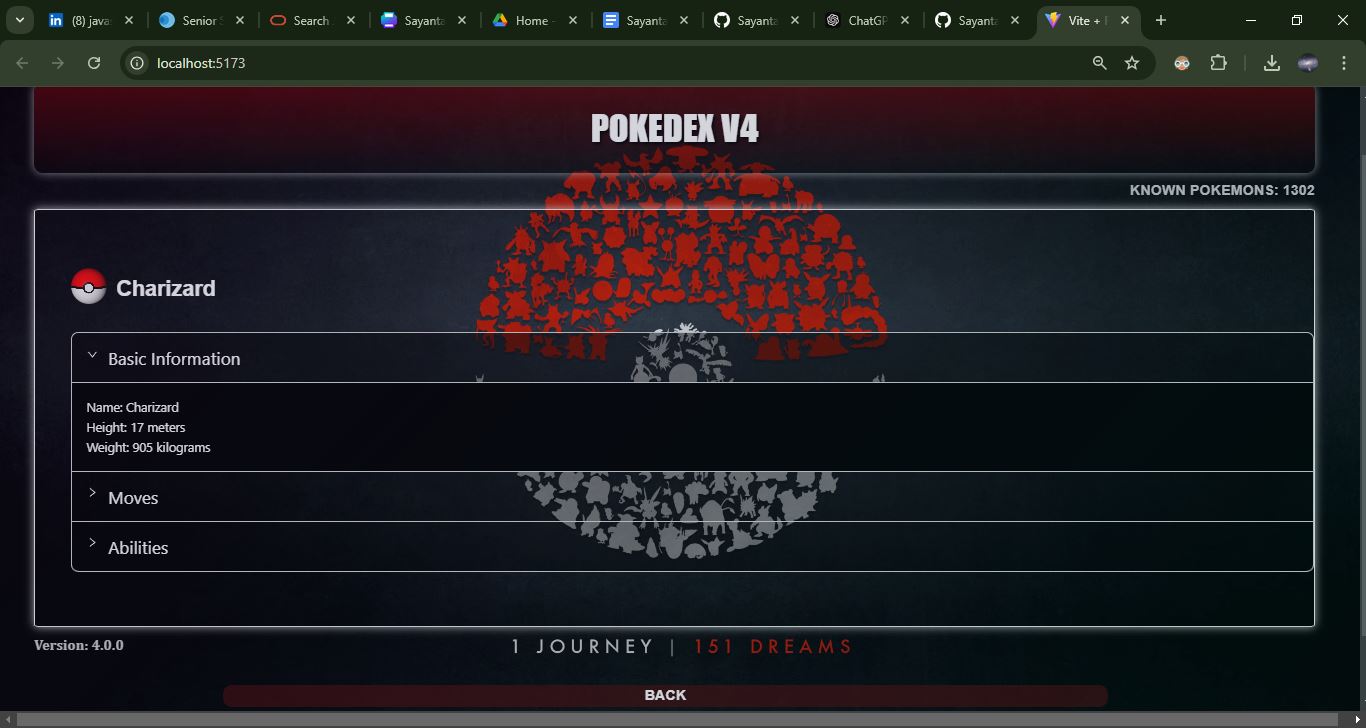 (8) java
Senior S
Search
Sayanta
Home -
Sayanta
Sayanta
ChatGP
Sayanta
Vite +
localhost:5173
POKEDEX V4
KNOWN POKEMONS: 1302
Charizard
Basic Information
Name: Charizard
Height: 17 meters
Weight: 905 kilograms
Moves
Abilities
Version: 4.0.0
1 JOURNEY | 151 DREAMS
BACK